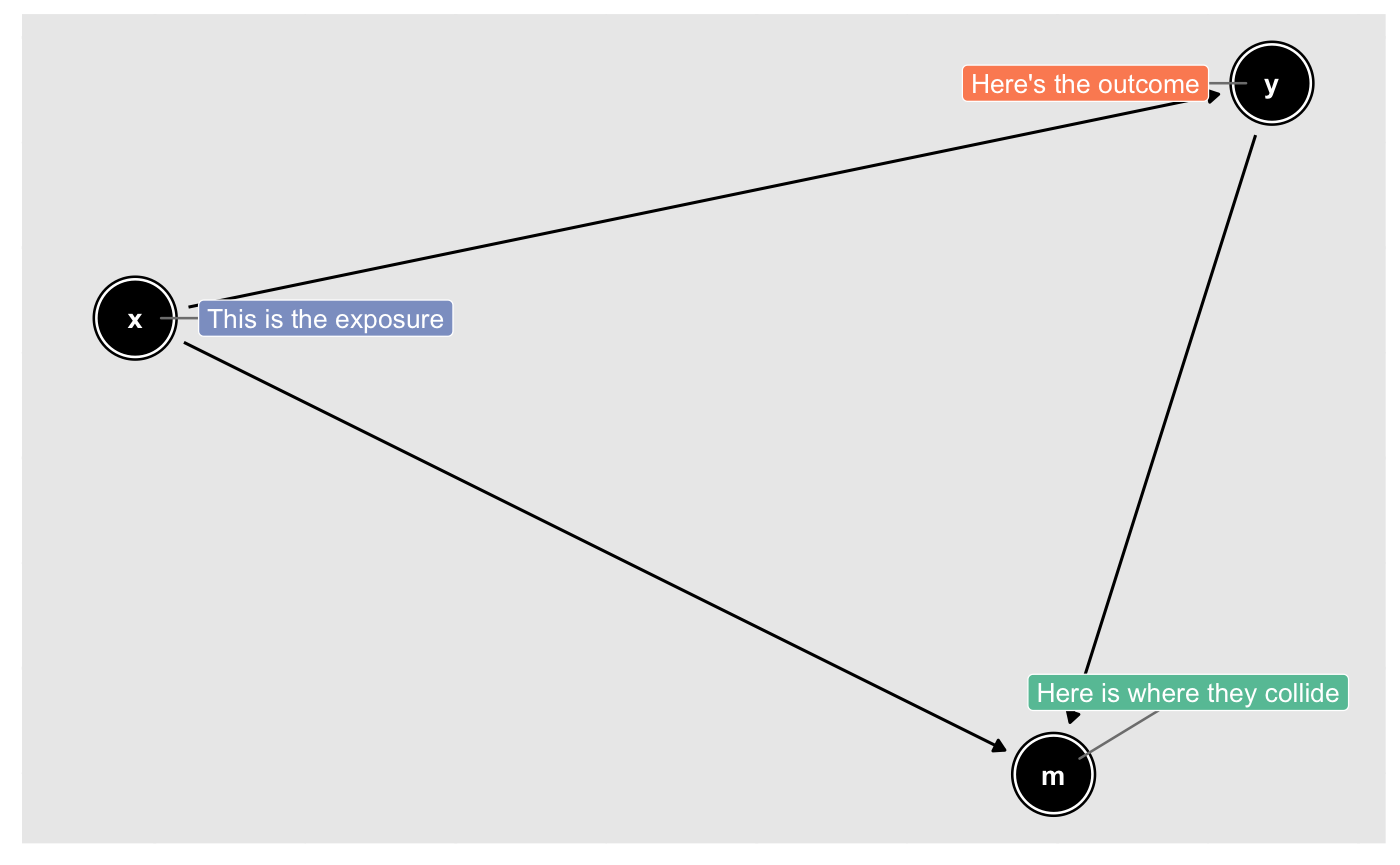 Here's the outcome
y
x
This is the exposure
Here is where they collide
m